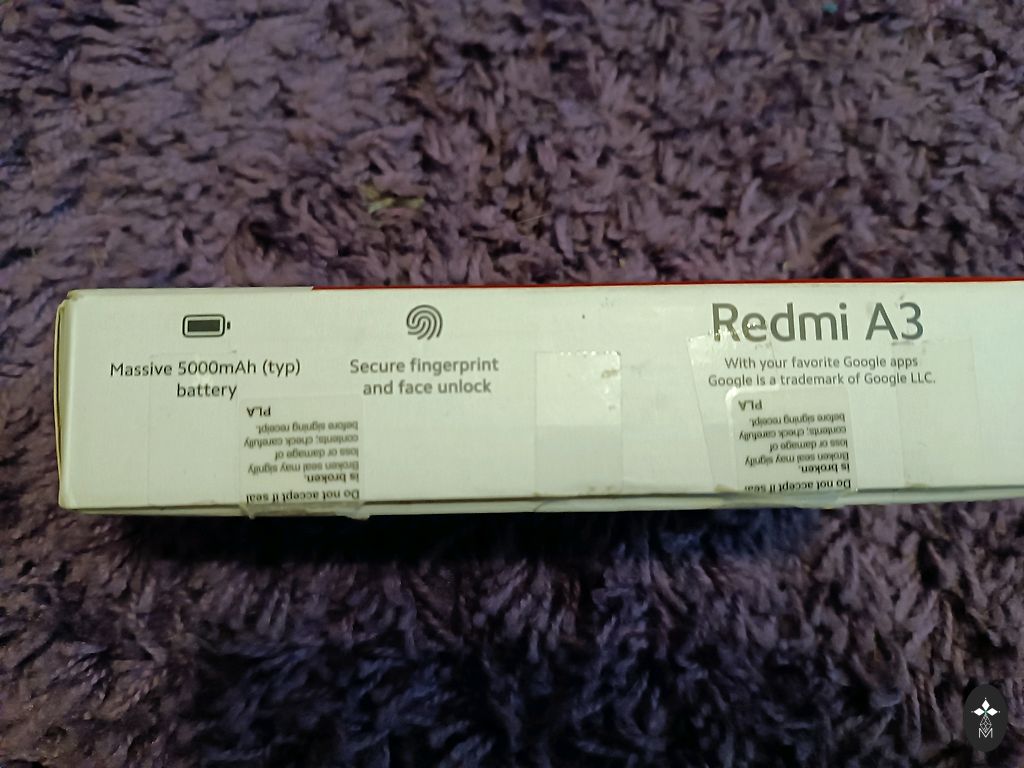 Redmi A3
Massive 5000mAh (typ)
battery
Secure fingerprint
and face unlock
With your favorite Google apps
Google is a trademark of Google LLC.
Do not accept if seal
is broken.
Broken seal may signify
loss or damage of
contents; check carefully
before signing receipt.
PLA
Do not accept if seal
is broken.
Broken seal may signify
loss or damage of
contents; check carefully
before signing receipt.
PLA
M